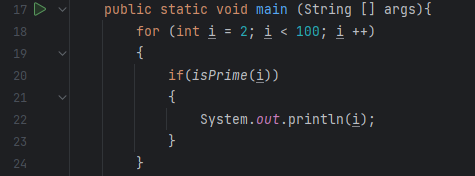 17 public static void main (String [] args){
18 for (int i = 2; i < 100; i ++)
19 {
20 if(isPrime(i))
21 {
22 System.out.println(i);
23 }
24 }